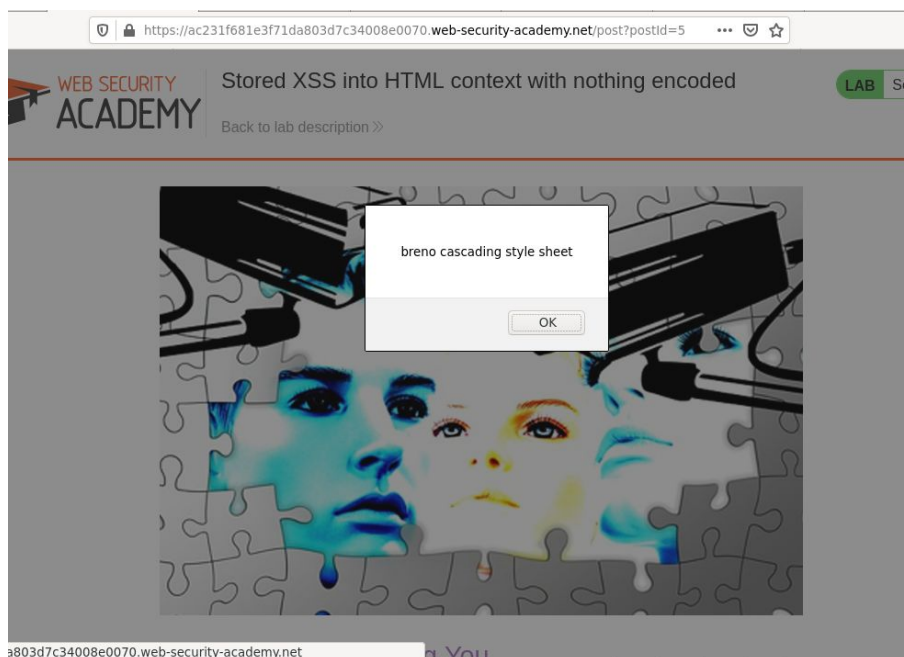 https://ac231f681e3f71da803d7c34008e0070.web-security-academy.net/post?postId=5
WEB SECURITY
ACADEMY
Stored XSS into HTML context with nothing encoded
LAB
Back to lab description
breno cascading style sheet
OK
You
a803d7c34008e0070.web-security-academy.net